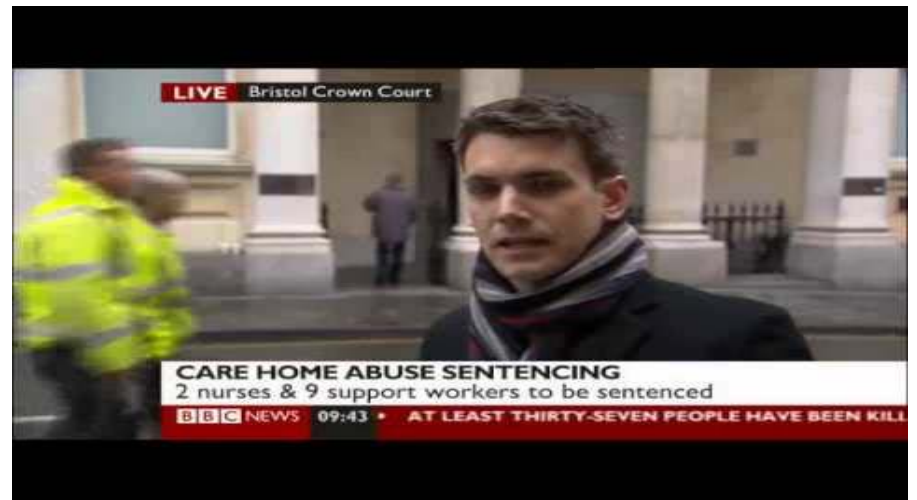 LIVE Bristol Crown Court
CARE HOME ABUSE SENTENCING
2 nurses & 9 support workers to be sentenced
BBC NEWS 09:43 • AT LEAST THIRTY-SEVEN PEOPLE HAVE BEEN KILL